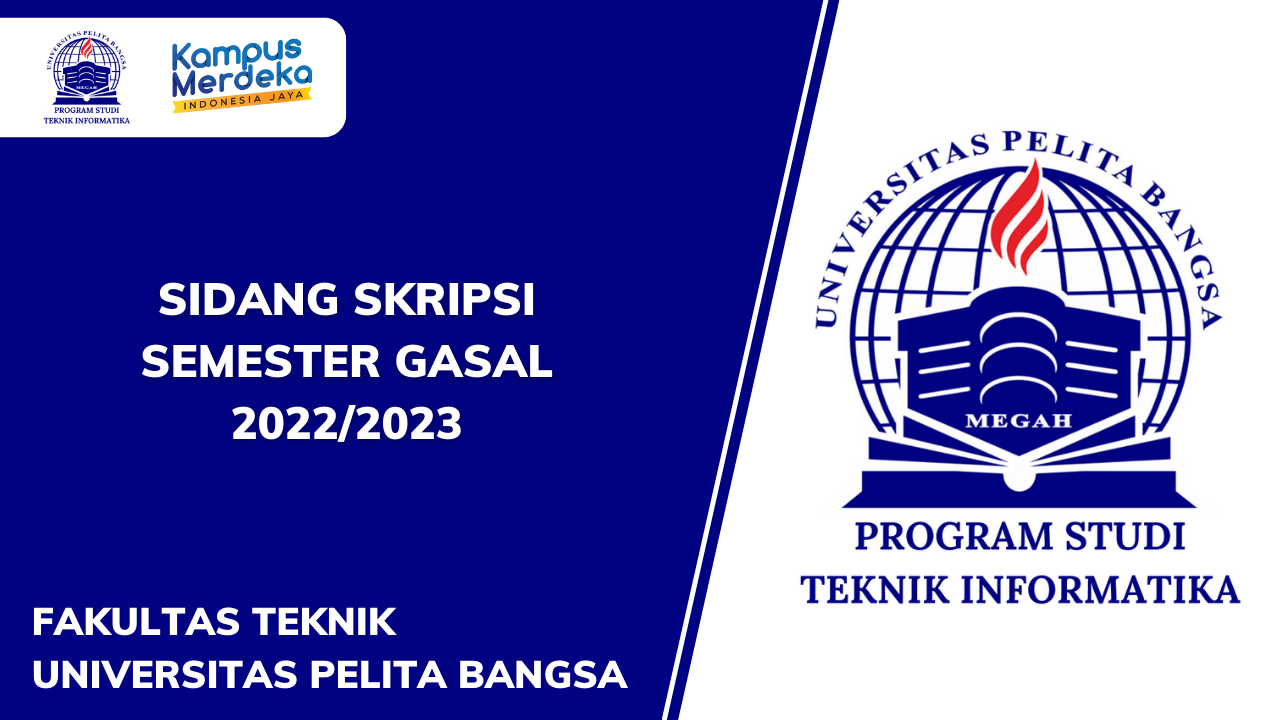 UNIVERSITAS PELITA BANGSA
MEGAH
PROGRAM STUDI
TEKNIK INFORMATIKA
Kampus
Merdeka
INDONESIA JAYA
SIDANG SKRIPSI
SEMESTER GASAL
2022/2023
FAKULTAS TEKNIK
UNIVERSITAS PELITA BANGSA
UNIVERSITAS PELITA BANGSA
MEGAH
PROGRAM STUDI
TEKNIK INFORMATIKA